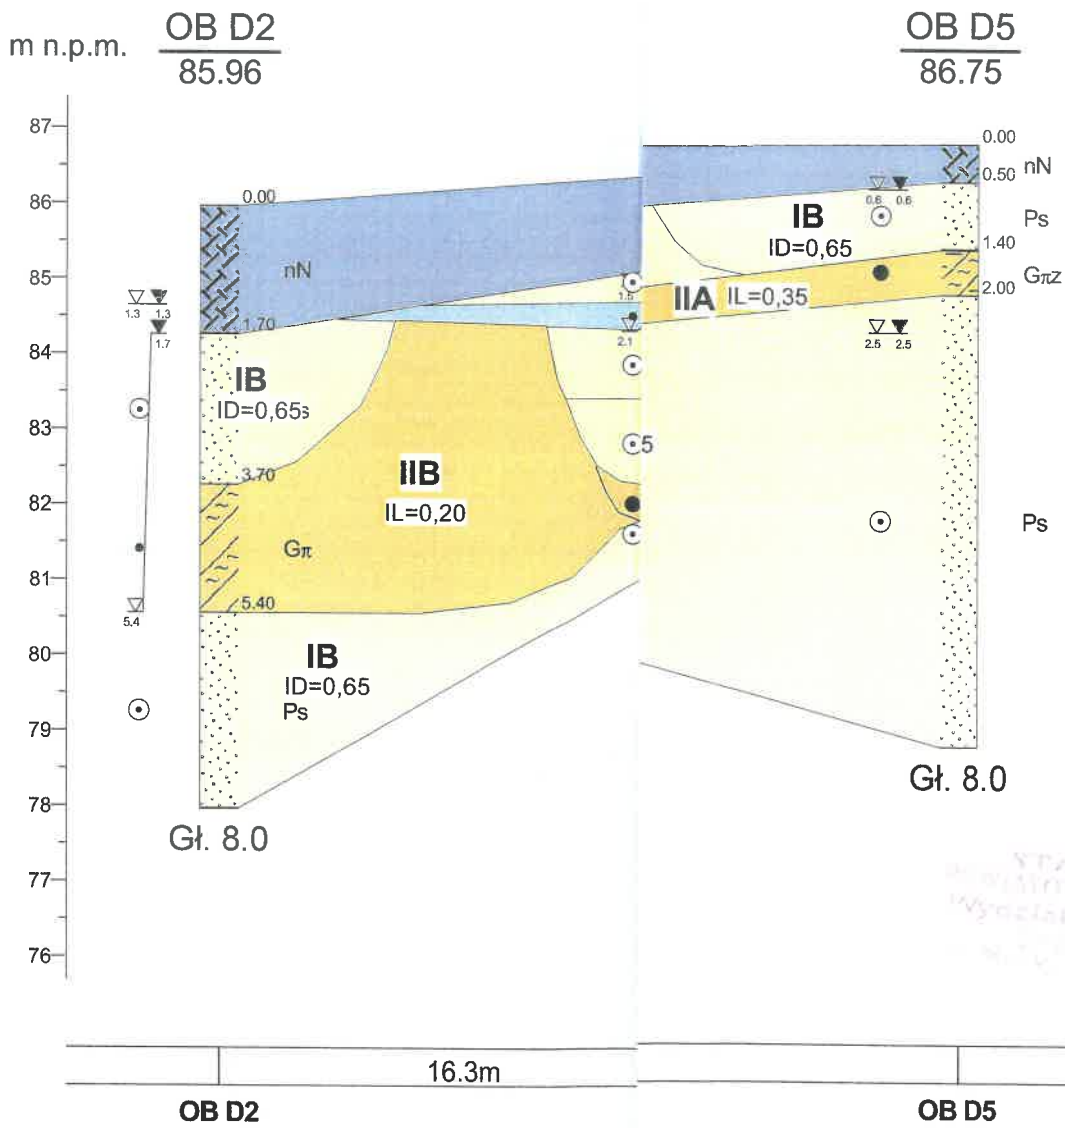 m n.p.m.
OB D2
85.96
OB D5
86.75
87
86
85
84
83
82
81
80
79
78
77
76
0.00
nN
1.70
1.3 1.3
1.7
IB
ID=0,65s
3.70
IIB
IL=0,20
Gπ
5.40
5.4
IB
ID=0,65
Ps
Gł. 8.0
1.5
2.1
5
0.00
0.50
nN
0.6 0.6
IB
ID=0,65
Ps
1.40
IIA
IL=0,35
Gπz
2.00
2.5 2.5
Ps
Gł. 8.0
16.3m
OB D2
OB D5